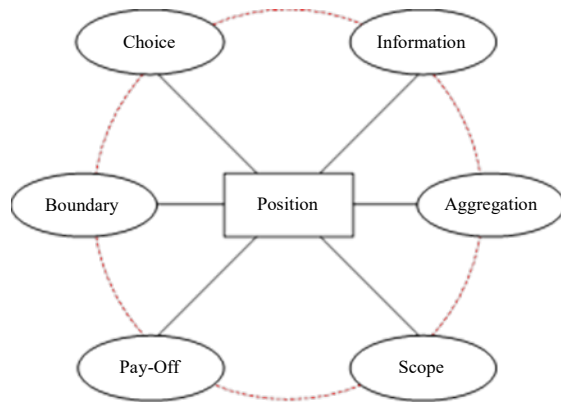 Choice
Information
Boundary
Position
Aggregation
Pay-Off
Scope